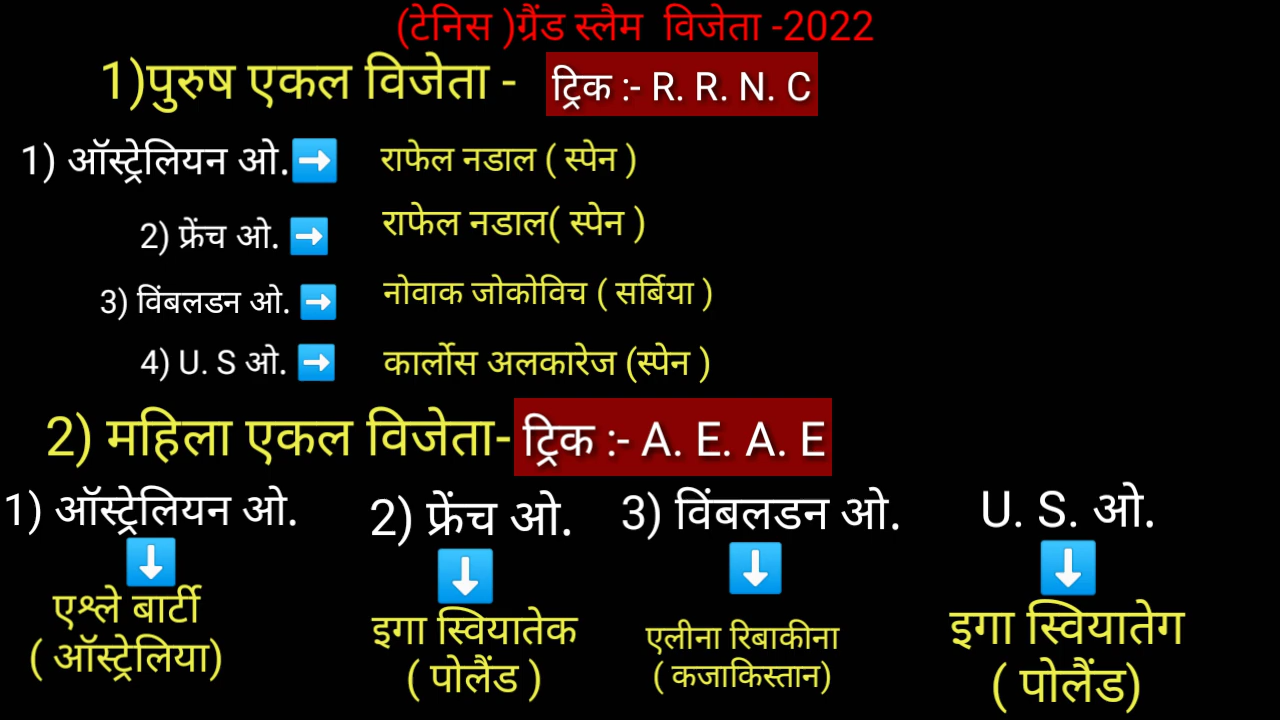 (टेनिस )ग्रैंड स्लैम विजेता -2022
1)पुरुष एकल विजेता - ट्रिक :- R. R. N. C
1) ऑस्ट्रेलियन ओ.➡ राफेल नडाल ( स्पेन )
2) फ्रेंच ओ. ➡ राफेल नडाल( स्पेन )
3) विंबलडन ओ. ➡ नोवाक जोकोविच ( सर्बिया )
4) U. S ओ. ➡ कार्लोस अलकारेज (स्पेन )
2) महिला एकल विजेता- ट्रिक :- A. E. A. E
1) ऑस्ट्रेलियन ओ. 2) फ्रेंच ओ. 3) विंबलडन ओ. U. S. ओ.
⬇ ⬇ ⬇ ⬇
एश्ले बार्टी इगा स्वियातेक एलीना रिबाकीना इगा स्वियातेग
( ऑस्ट्रेलिया) ( पोलैंड ) ( कजाकिस्तान) ( पोलैंड)